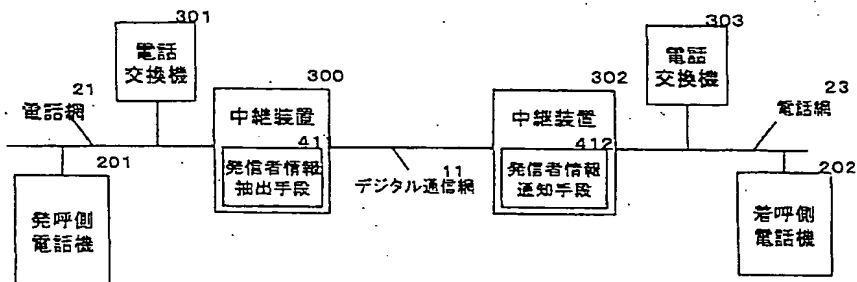 301
電話
交換機
21
電話網
300
中継装置
41
発信者情報
抽出手段
201
発呼側
電話機
11
デジタル通信網
302
中継装置
412
発信者情報
通知手段
303
電話
交換機
23
電話網
202
着呼側
電話機